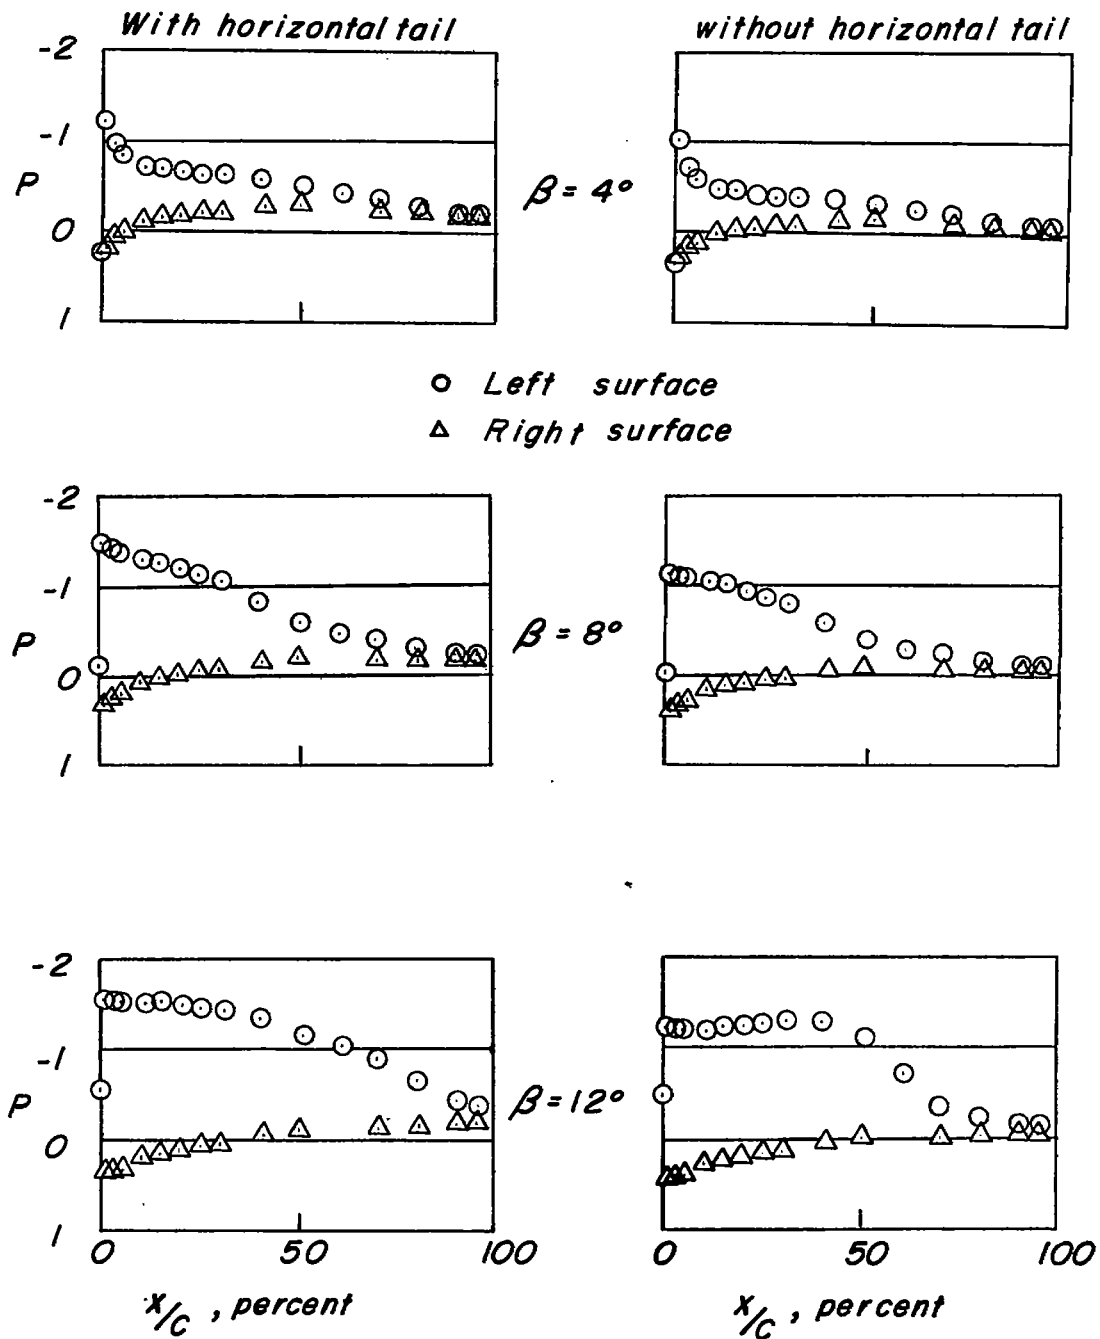 With horizontal tail
without horizontal tail
-2
-1
P
0
1
β = 4°
Left surface
Right surface
-2
-1
P
0
1
β = 8°
-2
-1
P
0
1
β = 12°
0 50 100
0 50 100
x/c , percent
x/c , percent